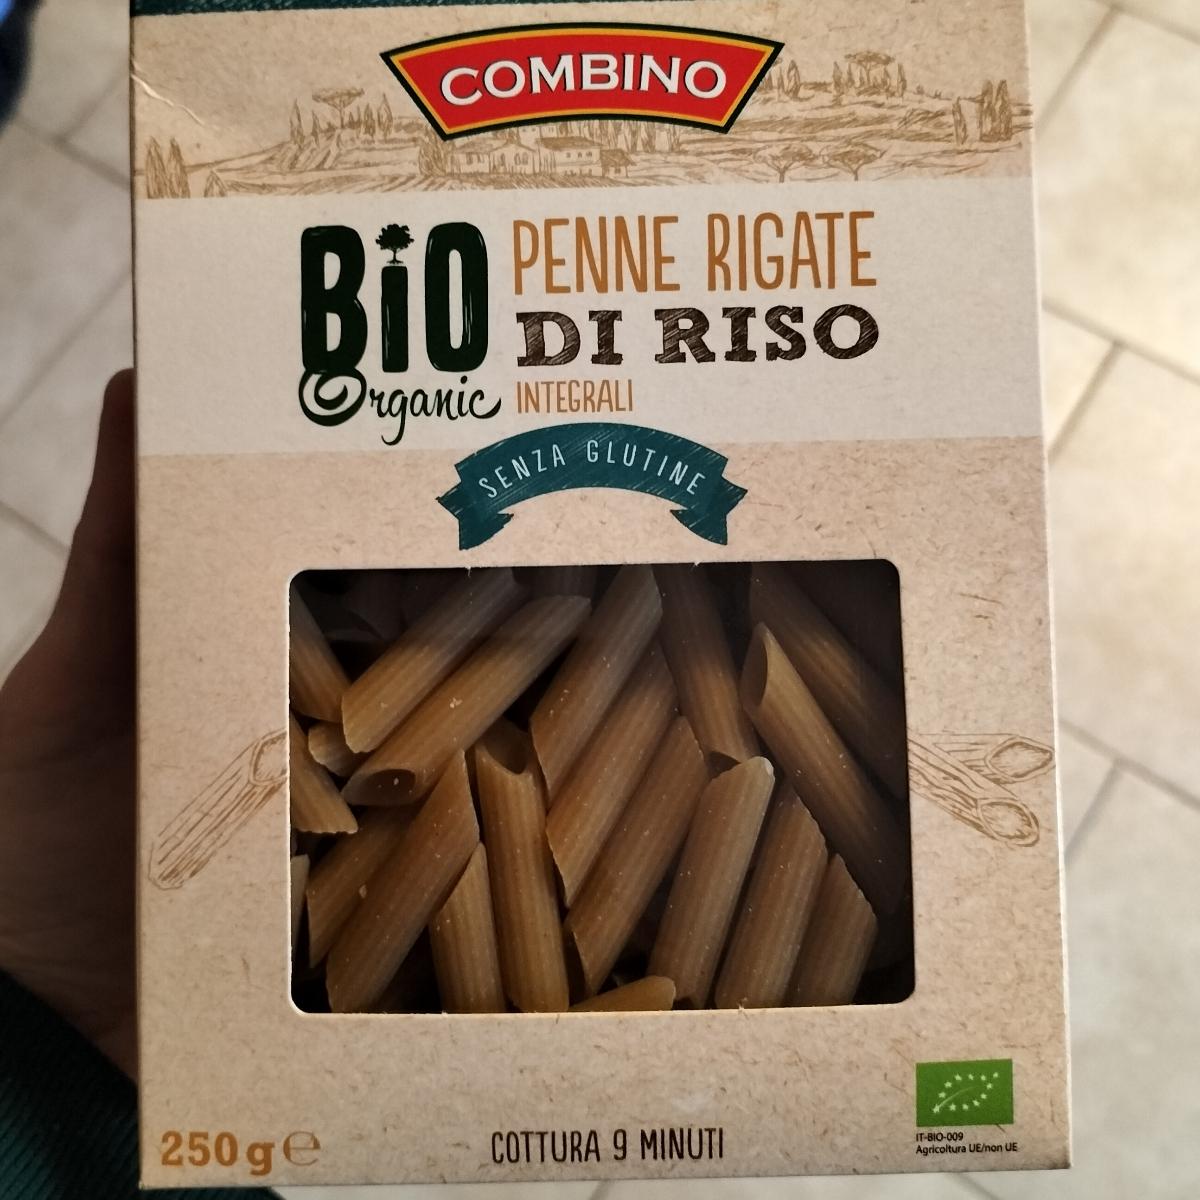 COMBINO
BiO
Organic
PENNE RIGATE
DI RISO
INTEGRALI
SENZA GLUTINE
250 g e
COTTURA 9 MINUTI
IT-BIO-009
Agricoltura UE/non UE